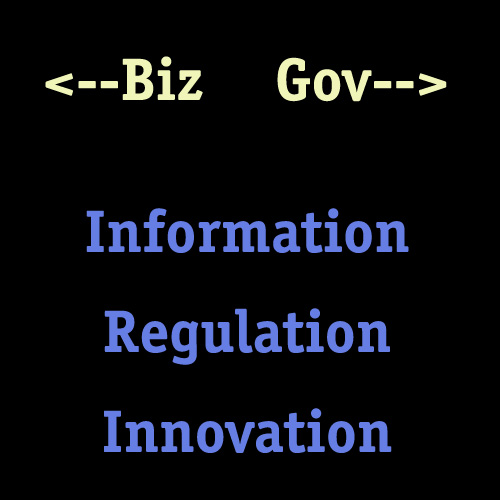 <--Biz Gov-->
Information
Regulation
Innovation